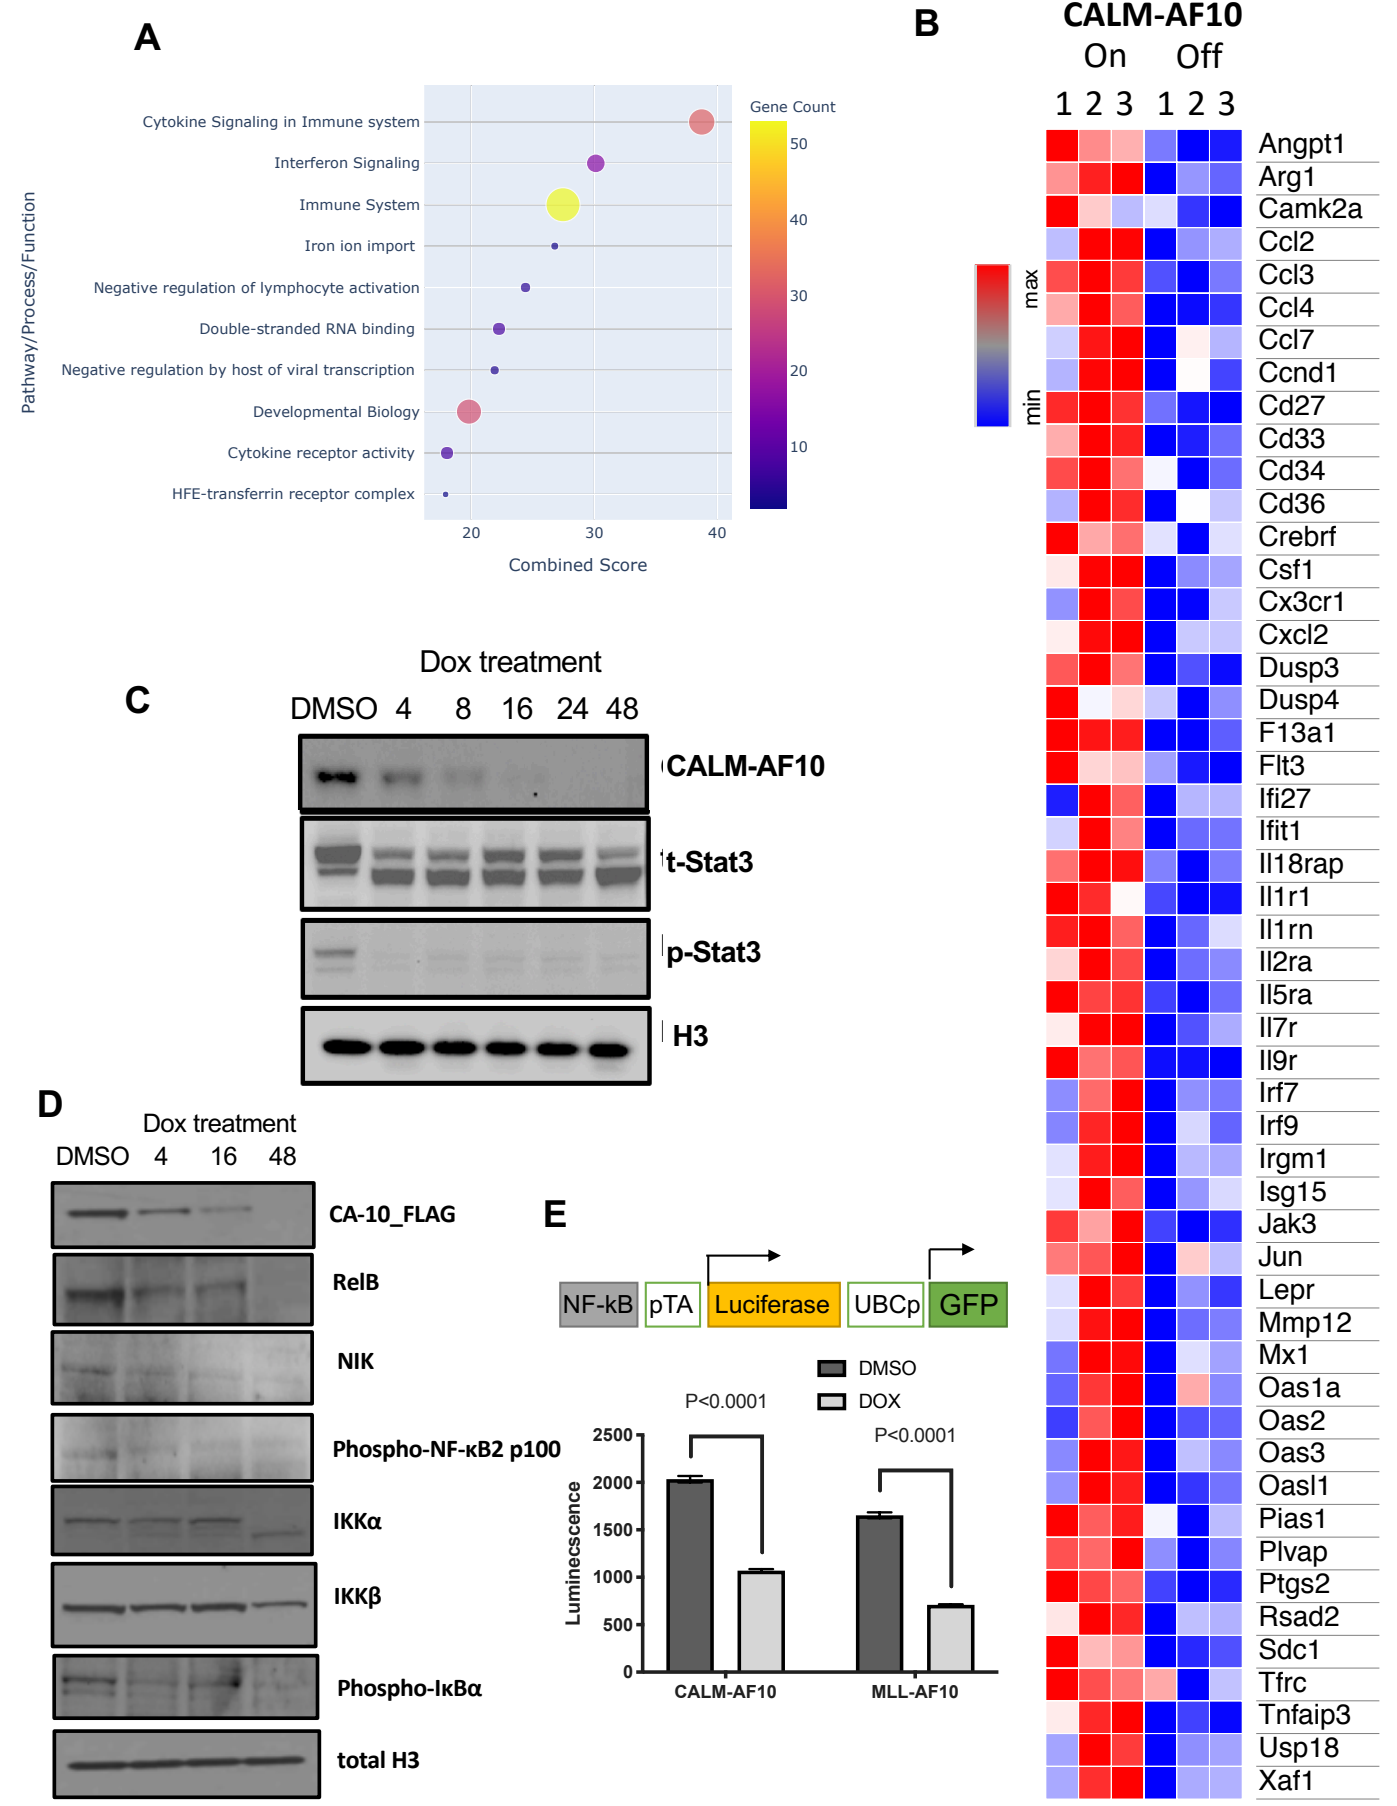 A
Cytokine Signaling in Immune system
Interferon Signaling
Immune System
Iron ion import
Negative regulation of lymphocyte activation
Double-stranded RNA binding
Negative regulation by host of viral transcription
Developmental Biology
Cytokine receptor activity
HFE-transferrin receptor complex
Pathway/Process/Function
20 30 40
Combined Score
Gene Count
50
40
30
20
10
B
CALM-AF10
On Off
1 2 3 1 2 3
max
min
Angpt1
Arg1
Camk2a
Ccl2
Ccl3
Ccl4
Ccl7
Ccnd1
Cd27
Cd33
Cd34
Cd36
Crebrf
Csf1
Cx3cr1
Cxcl2
Dusp3
Dusp4
F13a1
Flt3
Ifi27
Ifit1
Il18rap
Il1r1
Il1rn
Il2ra
Il5ra
Il7r
Il9r
Irf7
Irf9
Irgm1
Isg15
Jak3
Jun
Lepr
Mmp12
Mx1
Oas1a
Oas2
Oas3
Oasl1
Pias1
Plvap
Ptgs2
Rsad2
Sdc1
Tfrc
Tnfaip3
Usp18
Xaf1
C
Dox treatment
DMSO 4 8 16 24 48
CALM-AF10
t-Stat3
p-Stat3
H3
D
Dox treatment
DMSO 4 16 48
CA-10_FLAG
RelB
NIK
Phospho-NF-κB2 p100
IKKα
IKKβ
Phospho-IκBα
total H3
E
NF-kB pTA Luciferase UBCp GFP
DMSO
DOX
P<0.0001
P<0.0001
Luminecscence
2500
2000
1500
1000
500
0
CALM-AF10 MLL-AF10